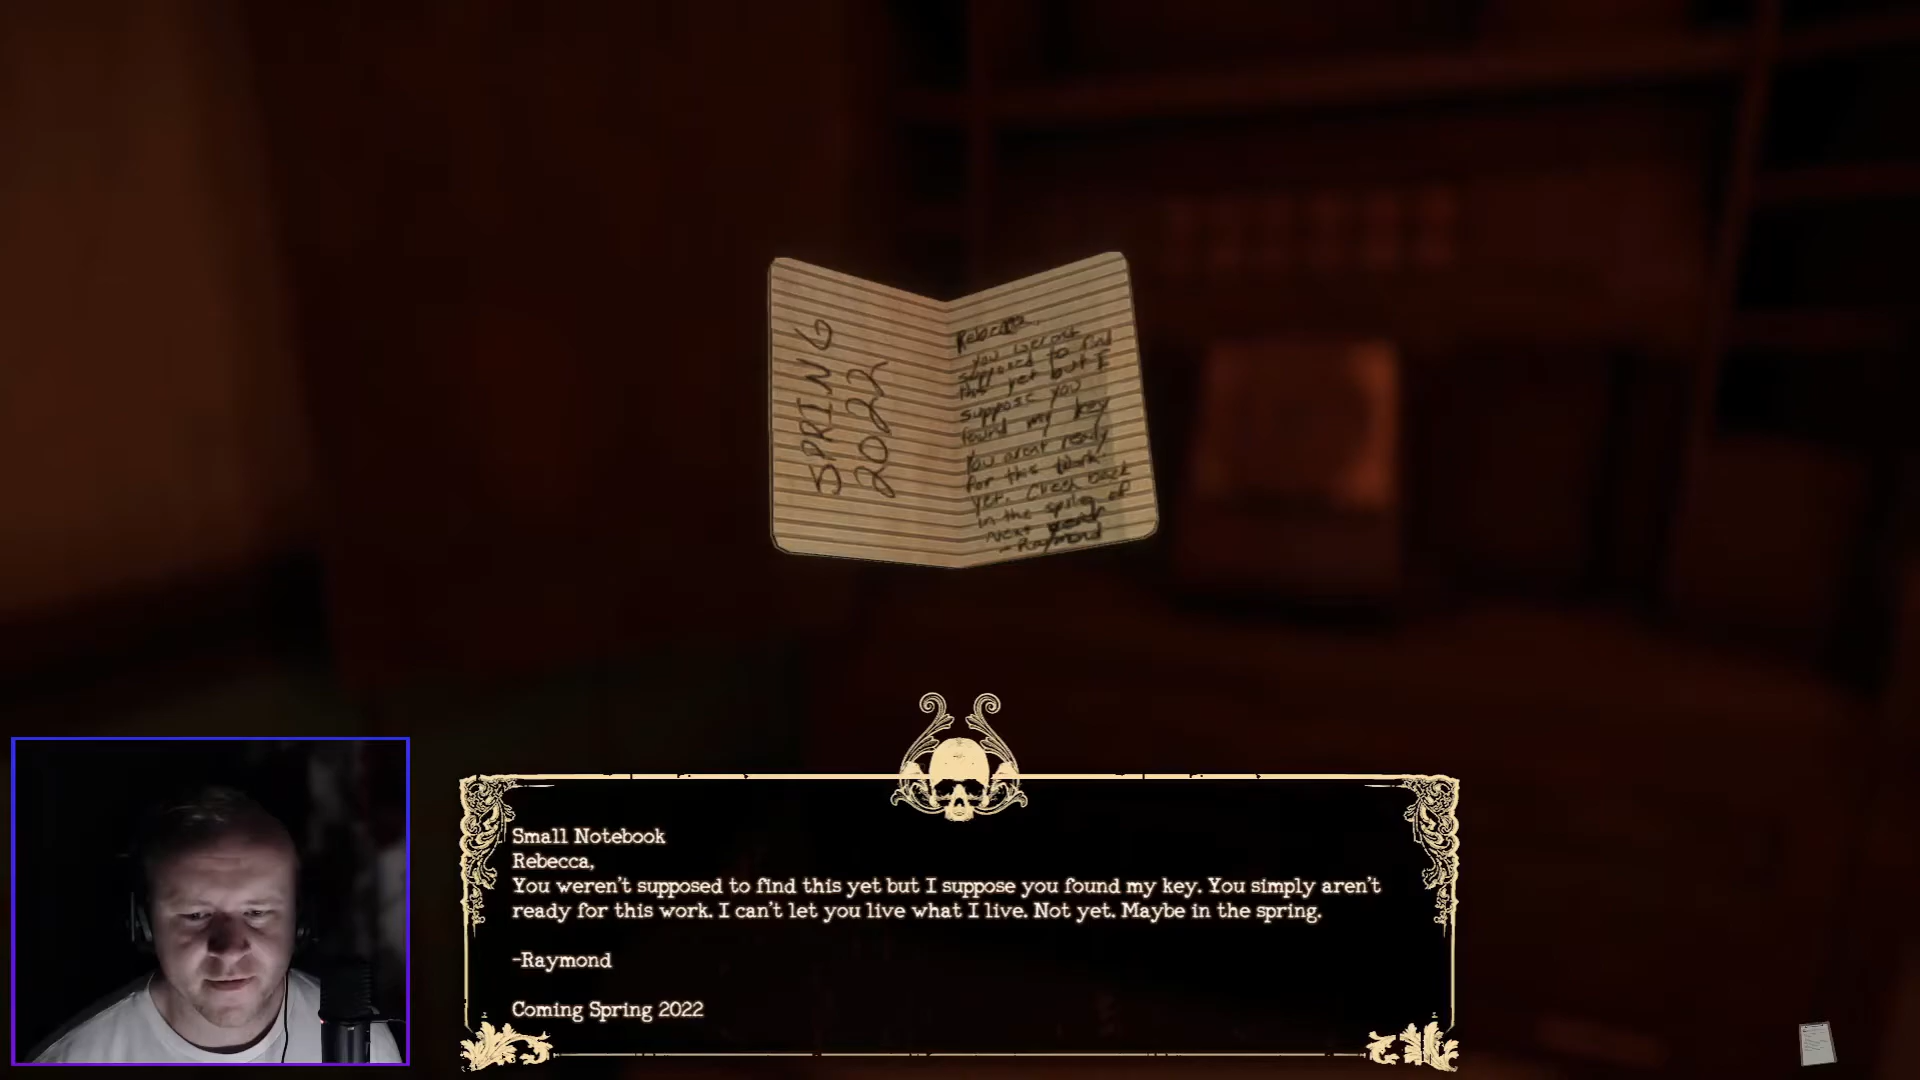 SPRING
2022
Rebecca,
You werent
supposed to find
this yet but I
suppose you
found my key
You arent ready
for this work
yet. Check back
in the spring of
Next year
-Raymond
Small Notebook
Rebecca,
You weren't supposed to find this yet but I suppose you found my key. You simply aren't
ready for this work. I can't let you live what I live. Not yet. Maybe in the spring.
-Raymond
Coming Spring 2022